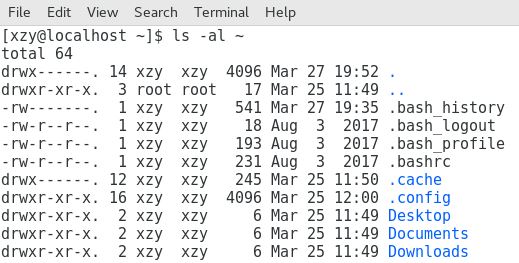 File Edit View Search Terminal Help
[xzy@localhost ~]$ ls -al ~
total 64
drwx------. 14 xzy  xzy  4096 Mar 27 19:52 .
drwxr-xr-x.  3 root root   17 Mar 25 11:49 ..
-rw-------.  1 xzy  xzy   541 Mar 27 19:35 .bash_history
-rw-r--r--.  1 xzy  xzy    18 Aug  3  2017 .bash_logout
-rw-r--r--.  1 xzy  xzy   193 Aug  3  2017 .bash_profile
-rw-r--r--.  1 xzy  xzy   231 Aug  3  2017 .bashrc
drwx------. 12 xzy  xzy   245 Mar 25 11:50 .cache
drwxr-xr-x. 16 xzy  xzy  4096 Mar 25 12:00 .config
drwxr-xr-x.  2 xzy  xzy     6 Mar 25 11:49 Desktop
drwxr-xr-x.  2 xzy  xzy     6 Mar 25 11:49 Documents
drwxr-xr-x.  2 xzy  xzy     6 Mar 25 11:49 Downloads